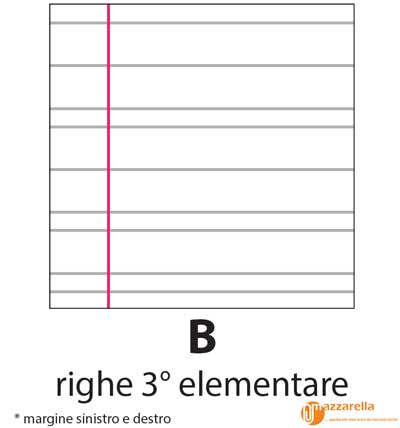 B
righe 3° elementare
* margine sinistro e destro
mazzarella